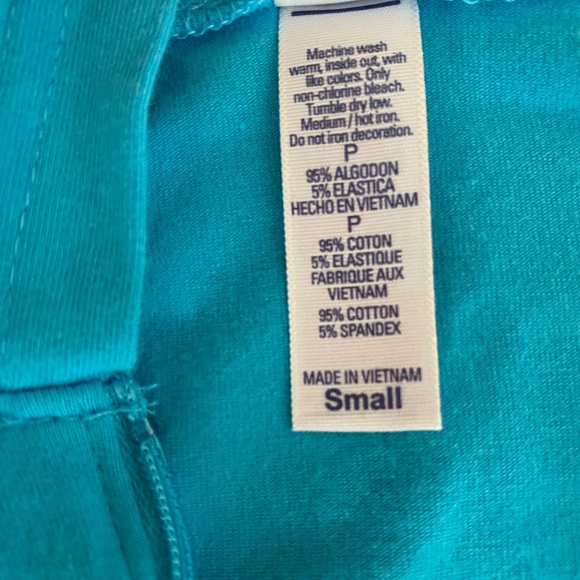 Machine wash
warm, inside out, with
like colors. Only
non-chlorine bleach.
Tumble dry low.
Medium / hot iron.
Do not iron decoration.
P
95% ALGODON
5% ELASTICA
HECHO EN VIETNAM
P
95% COTON
5% ELASTIQUE
FABRIQUE AUX
VIETNAM
95% COTTON
5% SPANDEX
MADE IN VIETNAM
Small